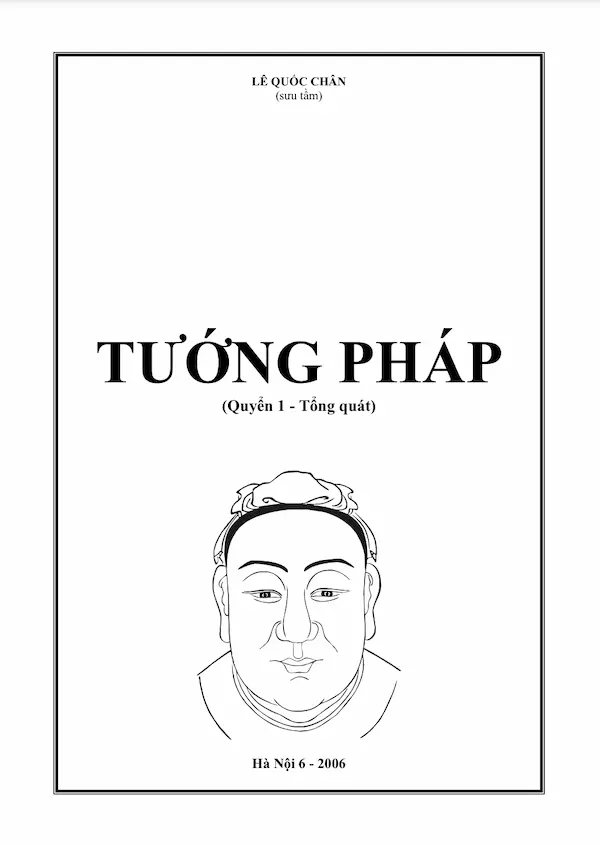 LÊ QUỐC CHÂN
(sưu tầm)
TƯỚNG PHÁP
(Quyển 1 - Tổng quát)
Hà Nội 6 - 2006